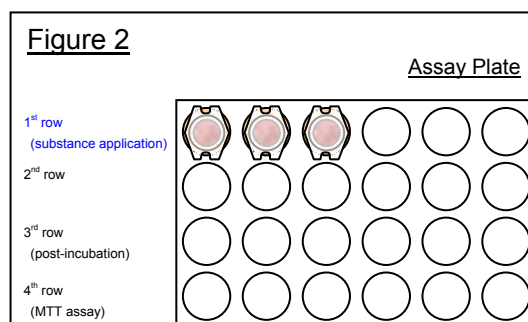 Figure 2
Assay Plate
1st row
(substance application)
2nd row
3rd row
(post-incubation)
4th row
(MTT assay)